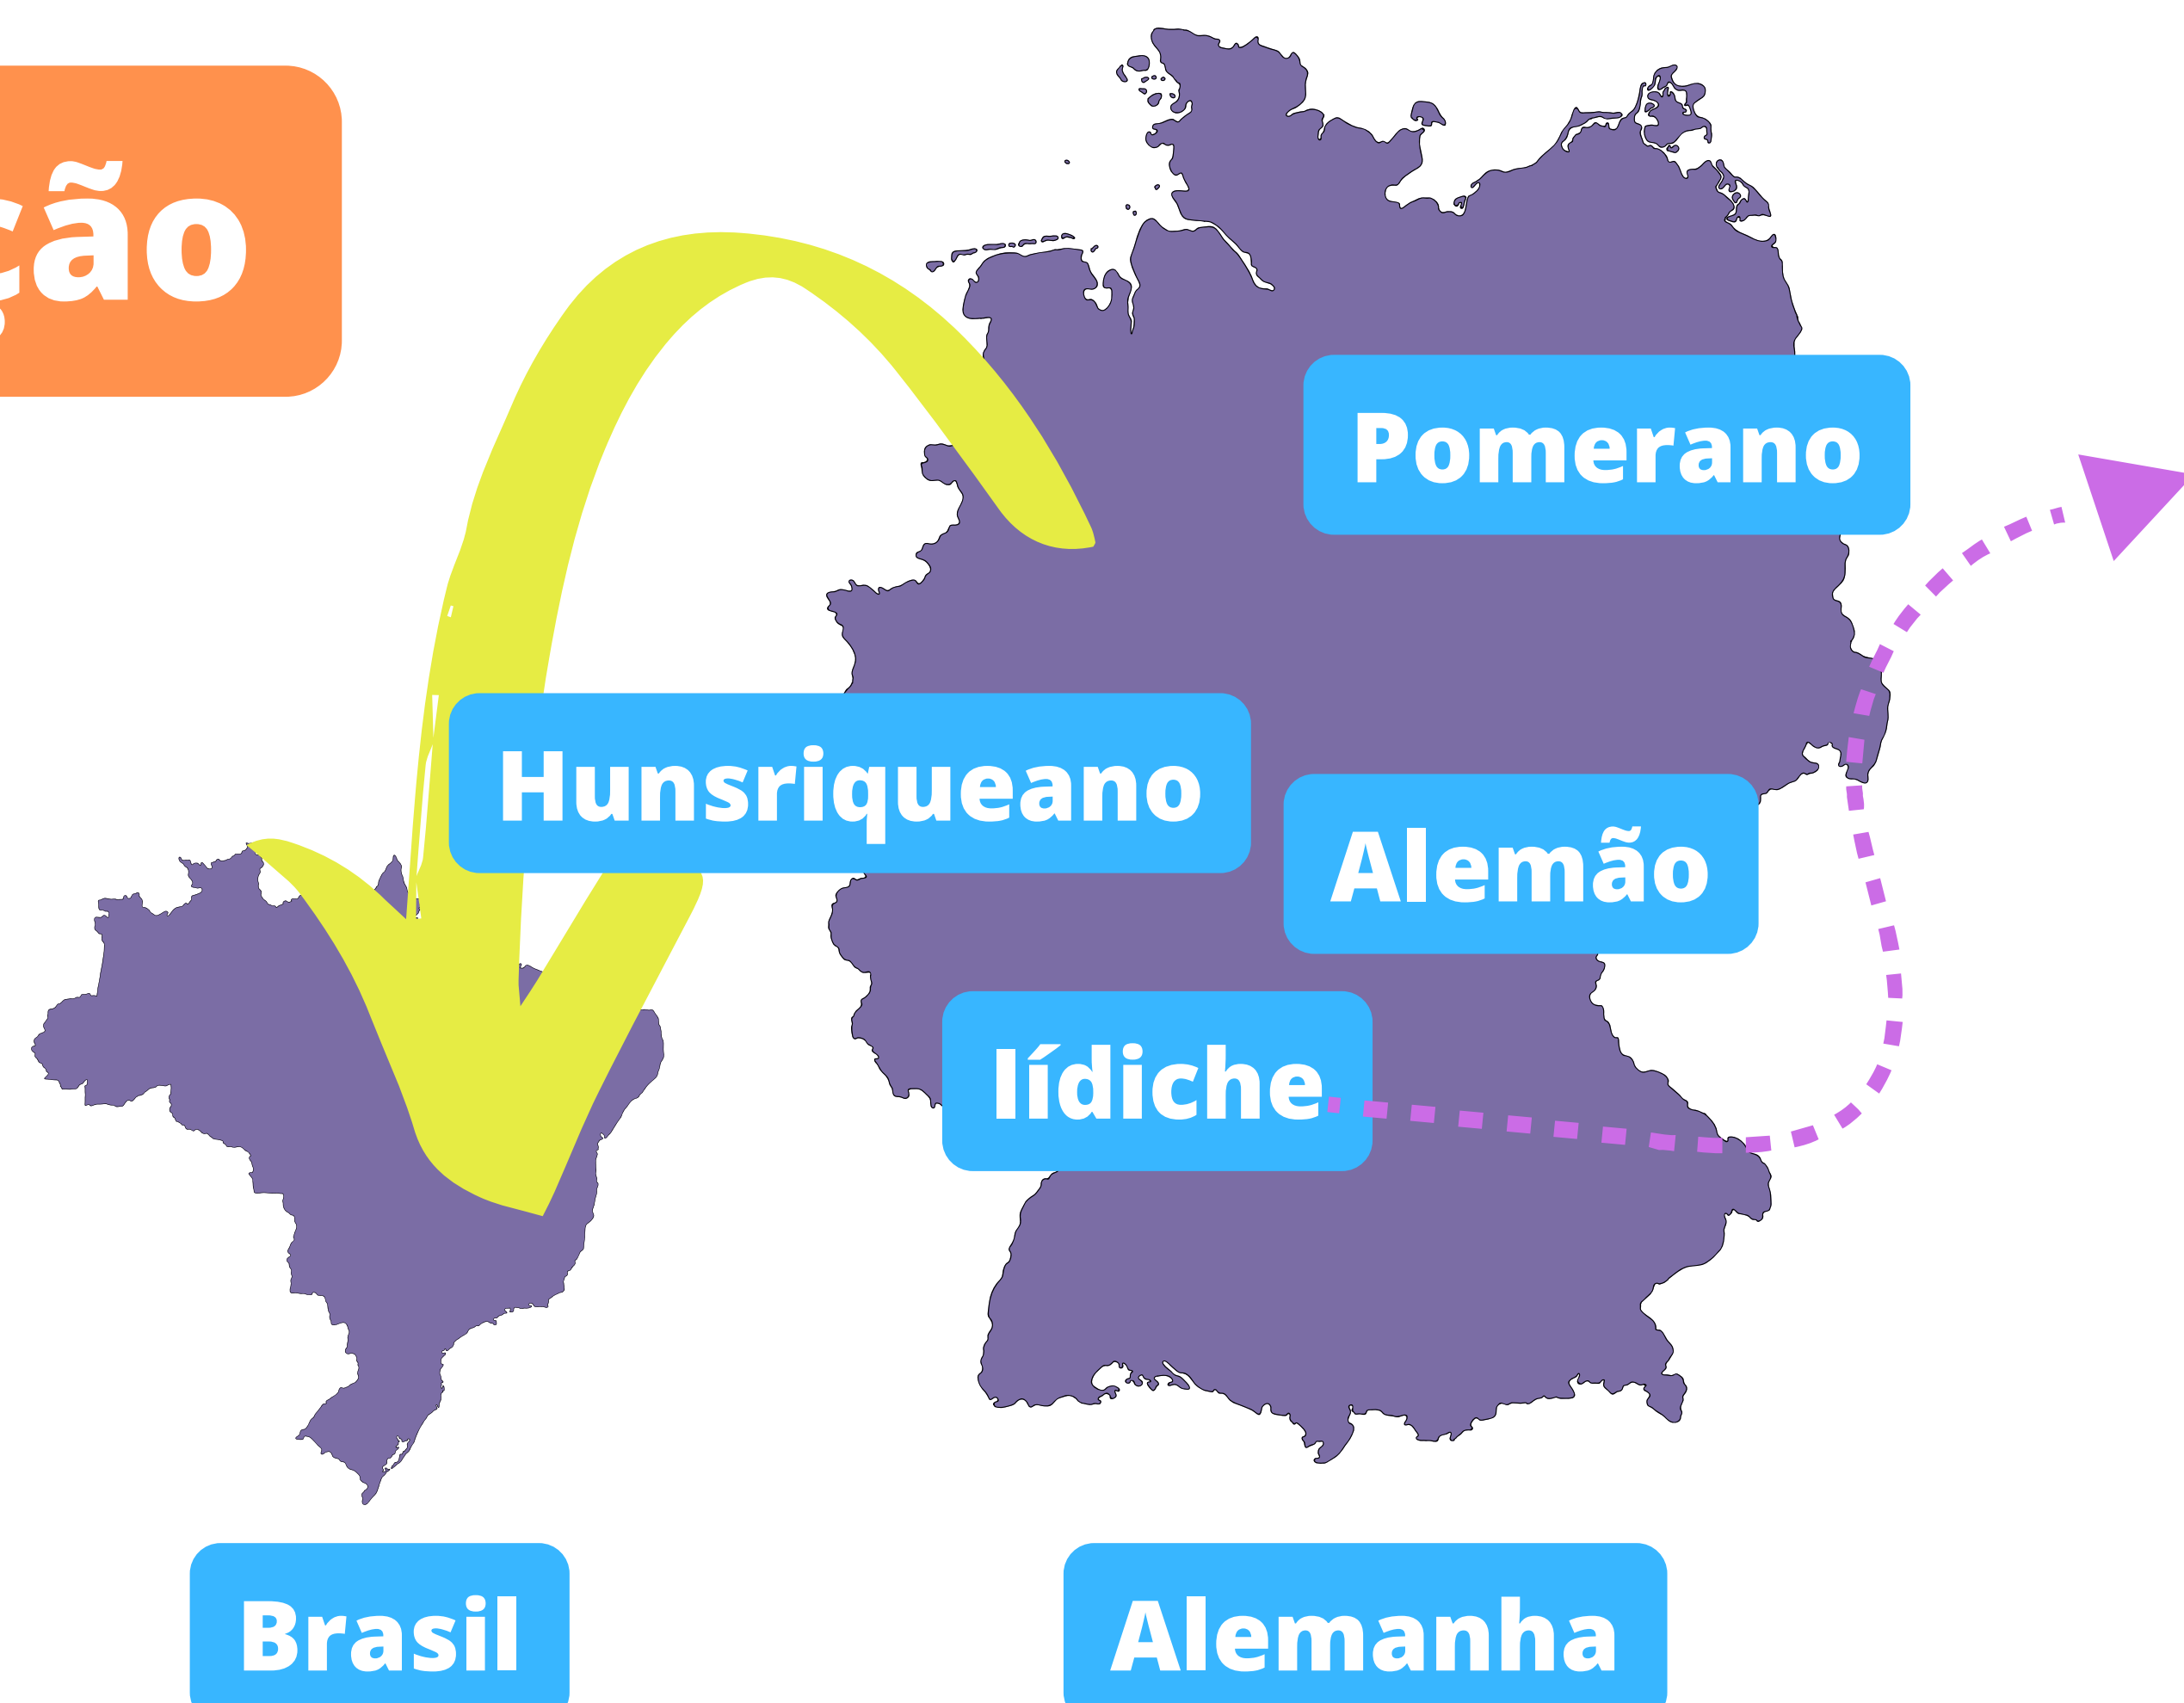 ção
Pomerano
Hunsriqueano
Alemão
Iídiche
Brasil
Alemanha